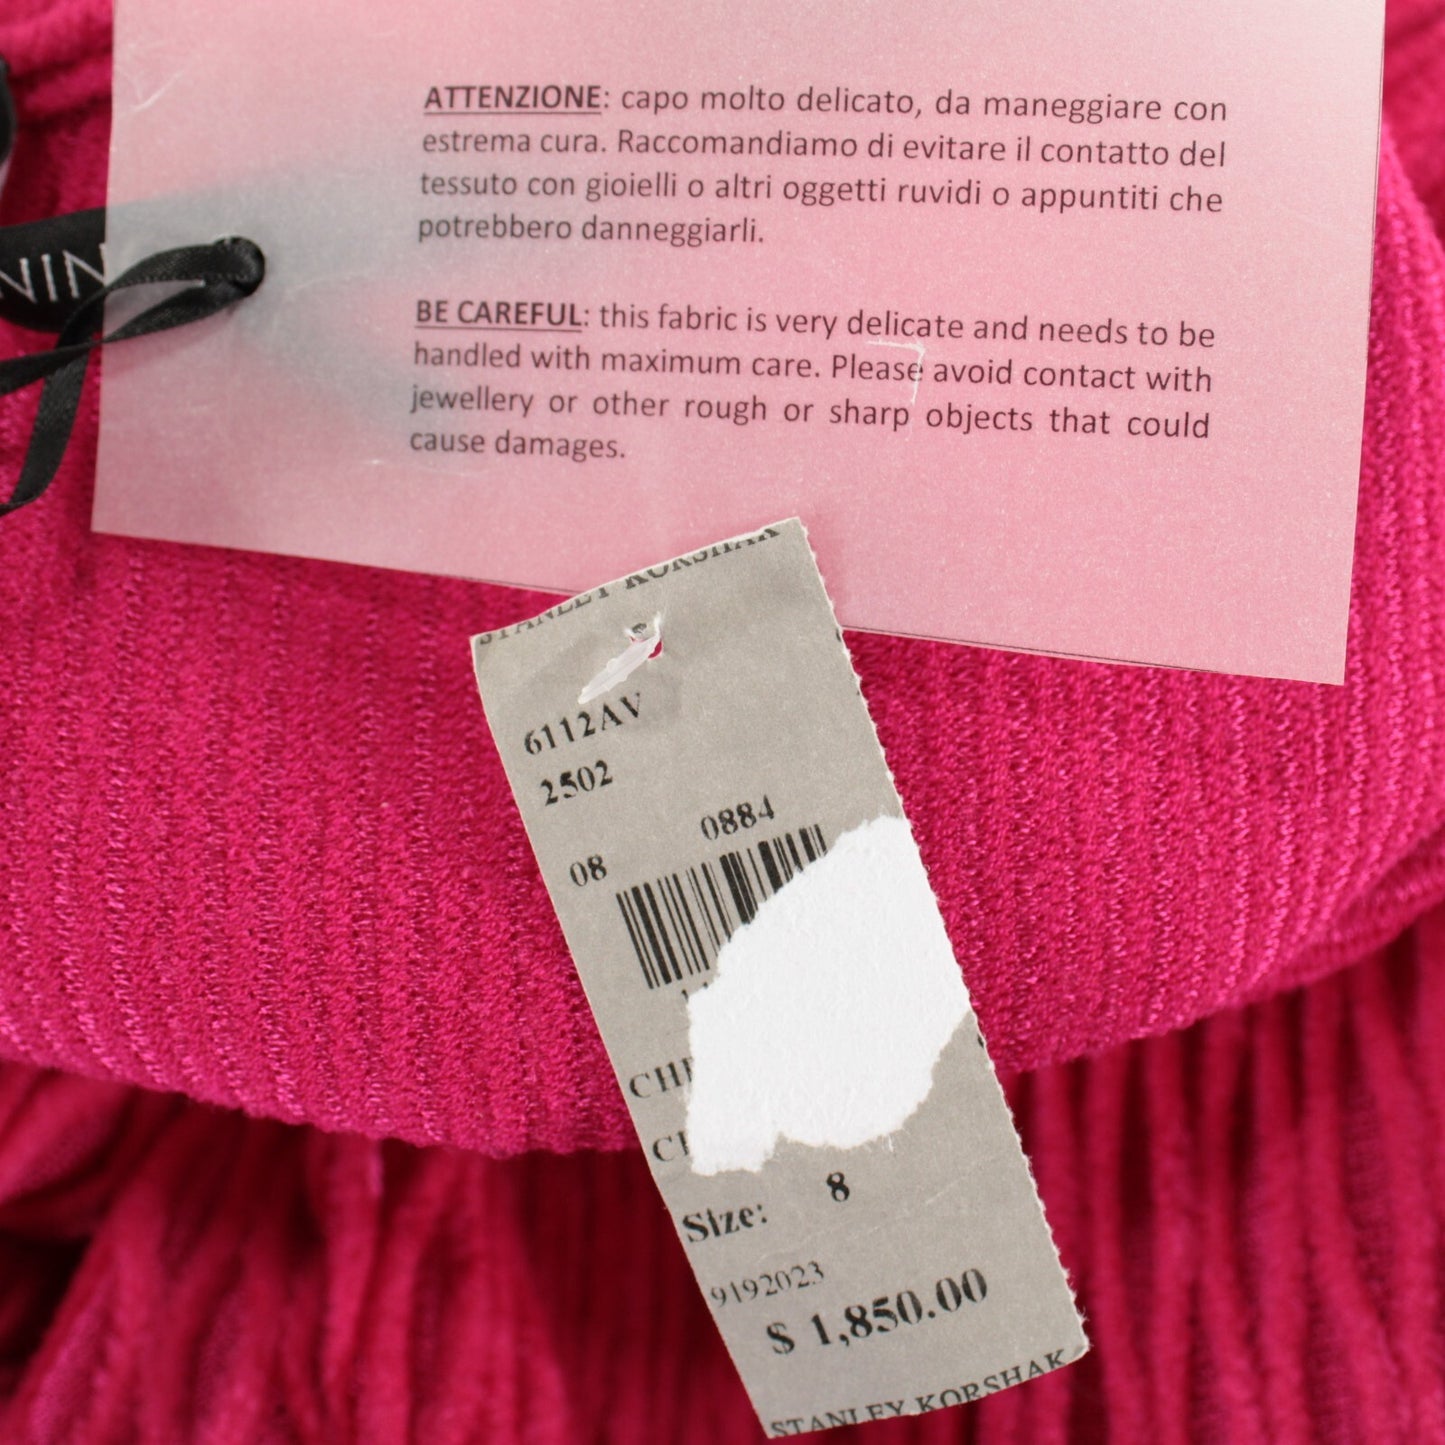 ATTENZIONE: capo molto delicato, da maneggiare con
estrema cura. Raccomandiamo di evitare il contatto del
tessuto con gioielli o altri oggetti ruvidi o appuntiti che
potrebbero danneggiarli.
BE CAREFUL: this fabric is very delicate and needs to be
handled with maximum care. Please avoid contact with
jewellery or other rough or sharp objects that could
cause damages.
NIN
STANLEY KORSHAK
6112AV
2502
0884
08
CH
C
Size: 8
9192023
$ 1,850.00
STANLEY KORSHAK